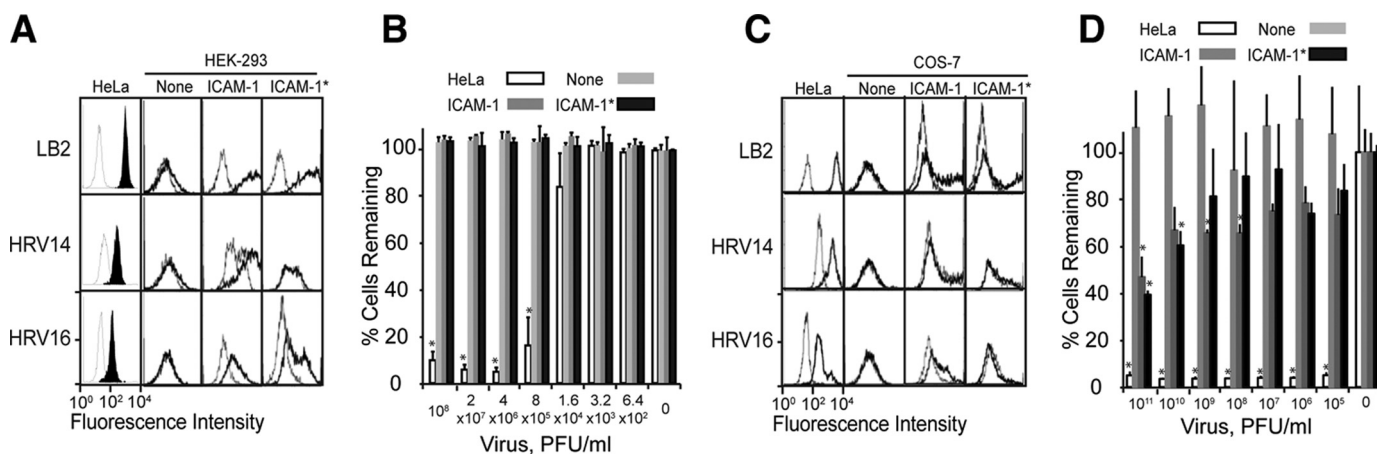 A
HEK-293
HeLa None ICAM-1 ICAM-1*
LB2
HRV14
HRV16
10⁰ 10² 10⁴
Fluorescence Intensity
B
HeLa None
ICAM-1 ICAM-1*
% Cells Remaining
100
80
60
40
20
0
* * * *
10⁸ 2 4 8 1.6 3.2 6.4 0
x10⁷ x10⁶ x10⁵ x10⁴ x10³ x10²
Virus, PFU/ml
C
COS-7
HeLa None ICAM-1 ICAM-1*
LB2
HRV14
HRV16
10⁰ 10² 10⁴
Fluorescence Intensity
D
HeLa None
ICAM-1 ICAM-1*
% Cells Remaining
100
80
60
40
20
0
* * * * * * * * * * * *
10¹¹ 10¹⁰ 10⁹ 10⁸ 10⁷ 10⁶ 10⁵ 0
Virus, PFU/ml